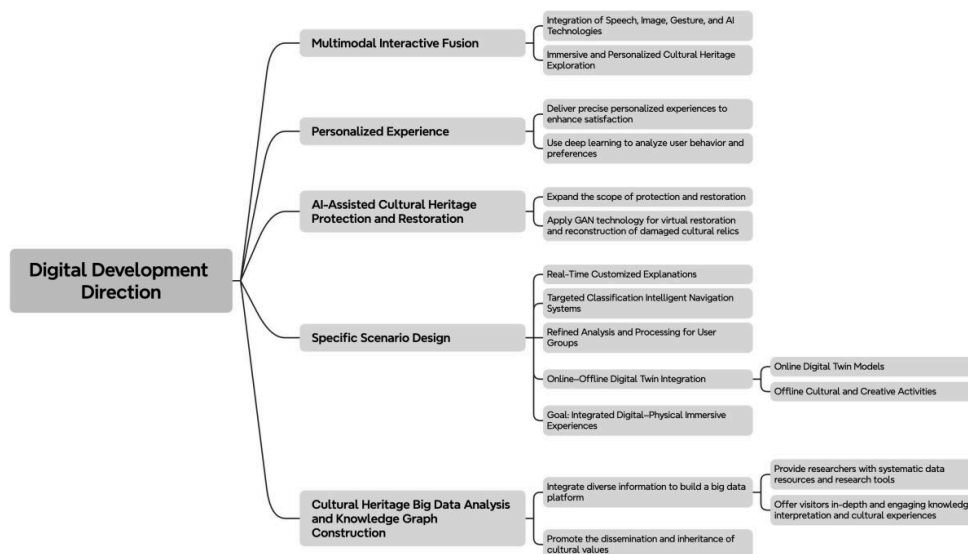 Digital Development
Direction
Multimodal Interactive Fusion
Integration of Speech, Image, Gesture, and AI
Technologies
Immersive and Personalized Cultural Heritage
Exploration
Personalized Experience
Deliver precise personalized experiences to
enhance satisfaction
Use deep learning to analyze user behavior and
preferences
AI-Assisted Cultural Heritage
Protection and Restoration
Expand the scope of protection and restoration
Apply GAN technology for virtual restoration
and reconstruction of damaged cultural relics
Specific Scenario Design
Real-Time Customized Explanations
Targeted Classification Intelligent Navigation
Systems
Refined Analysis and Processing for User
Groups
Online–Offline Digital Twin Integration
Online Digital Twin Models
Offline Cultural and Creative Activities
Goal: Integrated Digital–Physical Immersive
Experiences
Cultural Heritage Big Data Analysis
and Knowledge Graph
Construction
Integrate diverse information to build a big data
platform
Provide researchers with systematic data
resources and research tools
Offer visitors in-depth and engaging knowledg
interpretation and cultural experiences
Promote the dissemination and inheritance of
cultural values